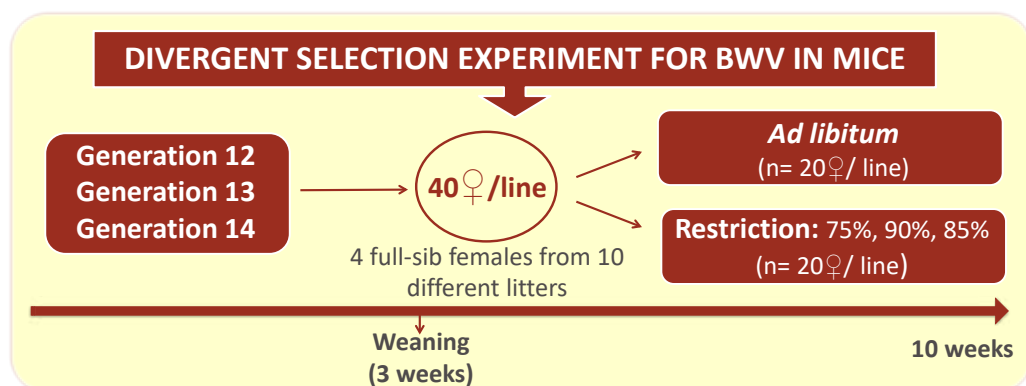 DIVERGENT SELECTION EXPERIMENT FOR BWV IN MICE
Generation 12
Generation 13
Generation 14
40♀/line
4 full-sib females from 10
different litters
Ad libitum
(n= 20♀/ line)
Restriction: 75%, 90%, 85%
(n= 20♀/ line)
Weaning
(3 weeks)
10 weeks